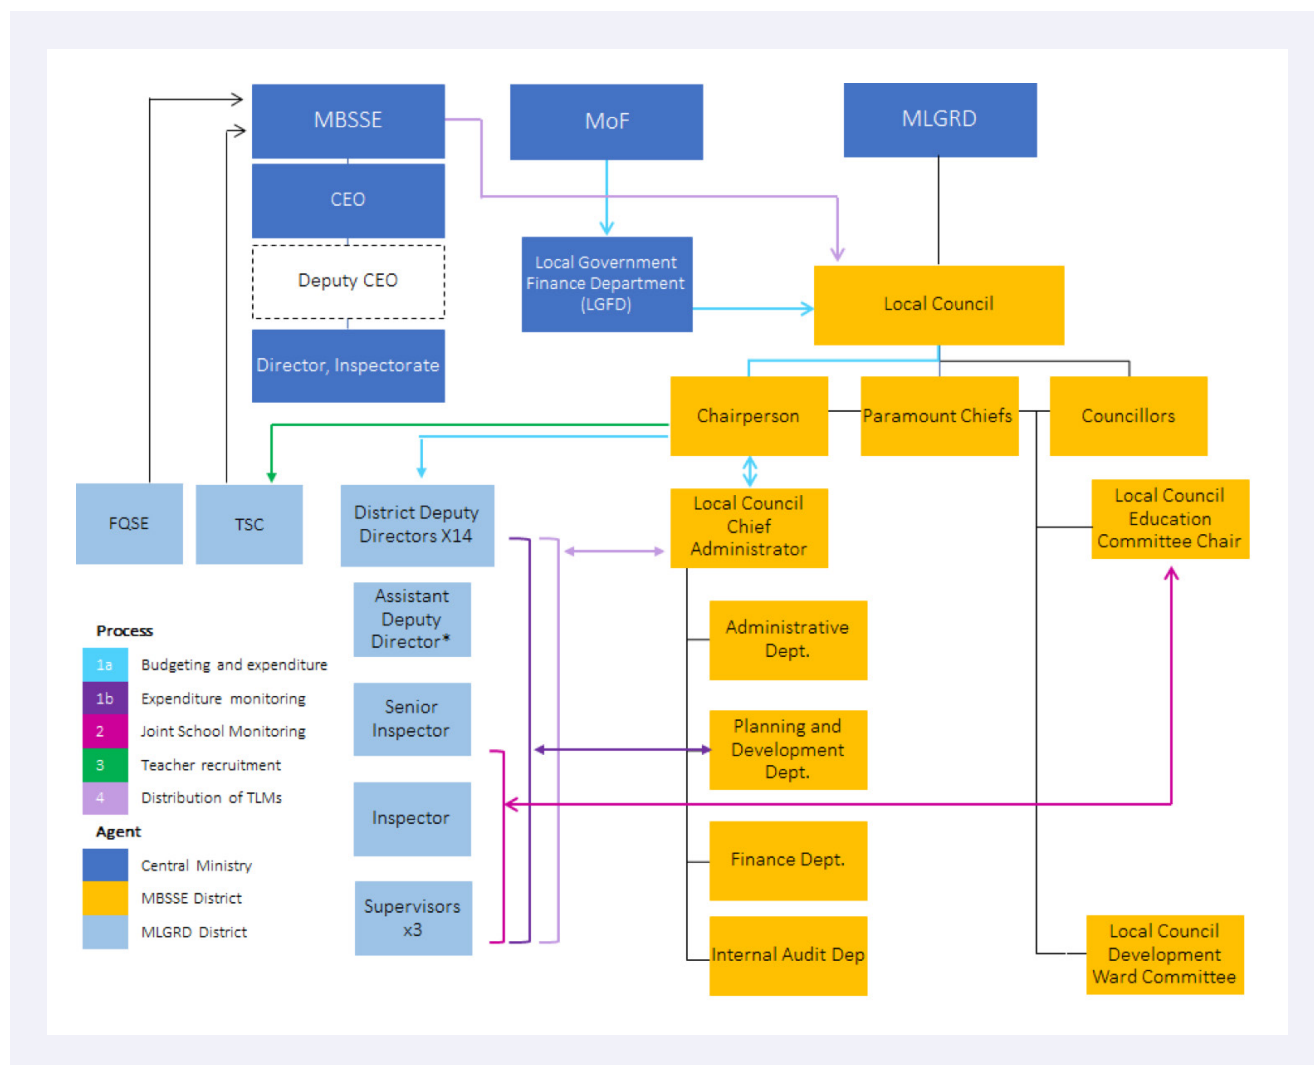 MBSSE
MoF
MLGRD
CEO
Deputy CEO
Director, Inspectorate
Local Government
Finance Department
(LGFD)
Local Council
Chairperson
Paramount Chiefs
Councillors
FQSE
TSC
District Deputy
Directors X14
Local Council
Chief
Administrator
Local Council
Education
Committee Chair
Assistant
Deputy
Director*
Administrative
Dept.
Senior
Inspector
Planning and
Development
Dept.
Inspector
Finance Dept.
Supervisors
x3
Internal Audit Dep
Local Council
Development
Ward Committee
Process
1a Budgeting and expenditure
1b Expenditure monitoring
2 Joint School Monitoring
3 Teacher recruitment
4 Distribution of TLMs
Agent
Central Ministry
MBSSE District
MLGRD District